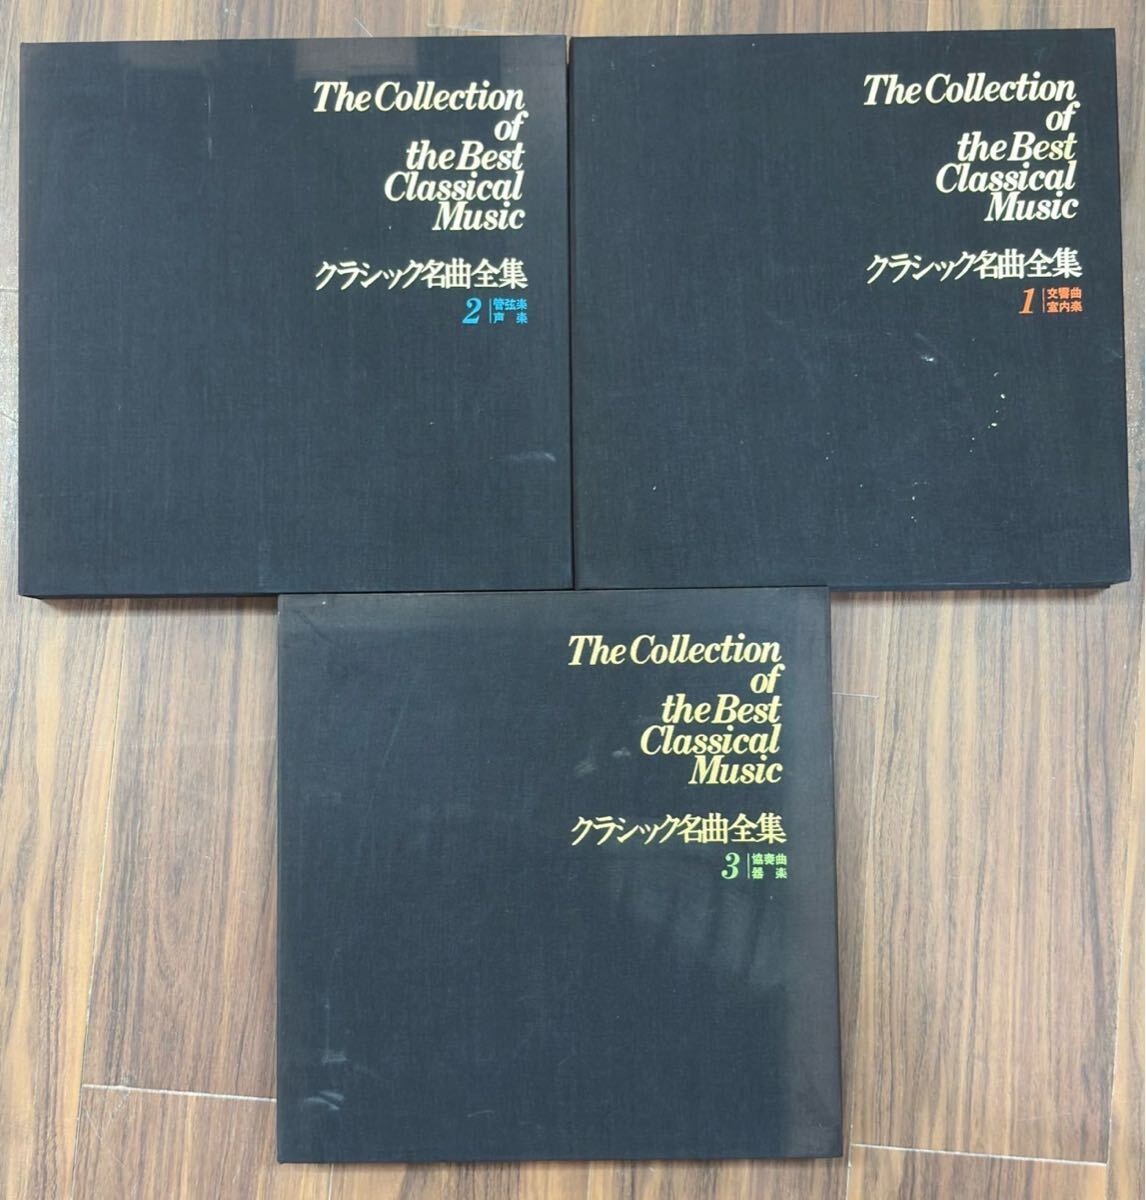 The Collection
of
the Best
Classical
Music
クラシック名曲全集
2 管弦楽
声 楽
The Collection
of
the Best
Classical
Music
クラシック名曲全集
1 交響曲
室内楽
The Collection
of
the Best
Classical
Music
クラシック名曲全集
3 協奏曲
器 楽